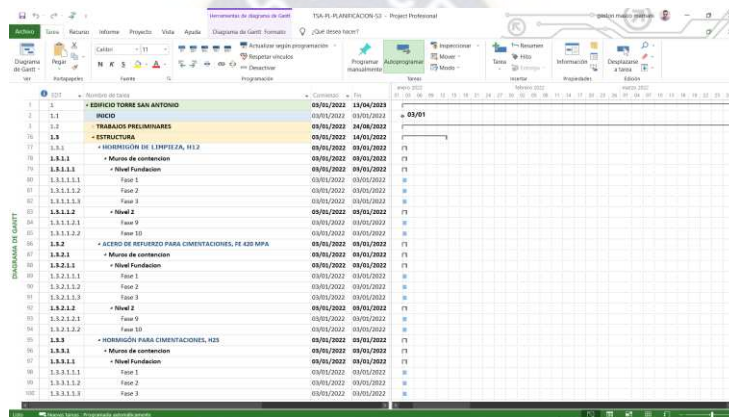 Herramientas de diagrama de Gantt
TSA-PL-PLANIFICACION-S3 - Project Profesional
gaston marco mamani
Archivo Tarea Recurso Informe Proyecto Vista Ayuda Diagrama de Gantt: Formato ¿Qué desea hacer?
Diagrama de Gantt
Pegar
Calibri 11
N K S
Actualizar según programación
Respetar vínculos
Desactivar
Programar manualmente
Autoprogramar
Inspeccionar
Mover
Modo
Tarea
Resumen
Hito
Entrega
Información
Desplazarse a tarea
Ver Portapapeles Fuente Programación Tareas Insertar Propiedades Edición
EDT Nombre de tarea Comienzo Fin
enero 2022 febrero 2022 marzo 2022
1 1 EDIFICIO TORRE SAN ANTONIO 03/01/2022 13/04/2023
2 1.1 INICIO 03/01/2022 03/01/2022 03/01
3 1.2 TRABAJOS PRELIMINARES 03/01/2022 24/08/2022
76 1.3 ESTRUCTURA 03/01/2022 14/01/2022
77 1.3.1 HORMIGÓN DE LIMPIEZA, H12 03/01/2022 03/01/2022
78 1.3.1.1 Muros de contencion 03/01/2022 03/01/2022
79 1.3.1.1.1 Nivel Fundacion 03/01/2022 03/01/2022
80 1.3.1.1.1.1 Fase 1 03/01/2022 03/01/2022
81 1.3.1.1.1.2 Fase 2 03/01/2022 03/01/2022
82 1.3.1.1.1.3 Fase 3 03/01/2022 03/01/2022
83 1.3.1.1.2 Nivel 2 03/01/2022 03/01/2022
84 1.3.1.1.2.1 Fase 9 03/01/2022 03/01/2022
85 1.3.1.1.2.2 Fase 10 03/01/2022 03/01/2022
86 1.3.2 ACERO DE REFUERZO PARA CIMENTACIONES, FE 420 MPA 03/01/2022 03/01/2022
87 1.3.2.1 Muros de contencion 03/01/2022 03/01/2022
88 1.3.2.1.1 Nivel Fundacion 03/01/2022 03/01/2022
89 1.3.2.1.1.1 Fase 1 03/01/2022 03/01/2022
90 1.3.2.1.1.2 Fase 2 03/01/2022 03/01/2022
91 1.3.2.1.1.3 Fase 3 03/01/2022 03/01/2022
92 1.3.2.1.2 Nivel 2 03/01/2022 03/01/2022
93 1.3.2.1.2.1 Fase 9 03/01/2022 03/01/2022
94 1.3.2.1.2.2 Fase 10 03/01/2022 03/01/2022
95 1.3.3 HORMIGÓN PARA CIMENTACIONES, H25 03/01/2022 03/01/2022
96 1.3.3.1 Muros de contencion 03/01/2022 03/01/2022
97 1.3.3.1.1 Nivel Fundacion 03/01/2022 03/01/2022
98 1.3.3.1.1.1 Fase 1 03/01/2022 03/01/2022
99 1.3.3.1.1.2 Fase 2 03/01/2022 03/01/2022
100 1.3.3.1.1.3 Fase 3 03/01/2022 03/01/2022
DIAGRAMA DE GANTT
Listo Nuevas Tareas : Programada automáticamente